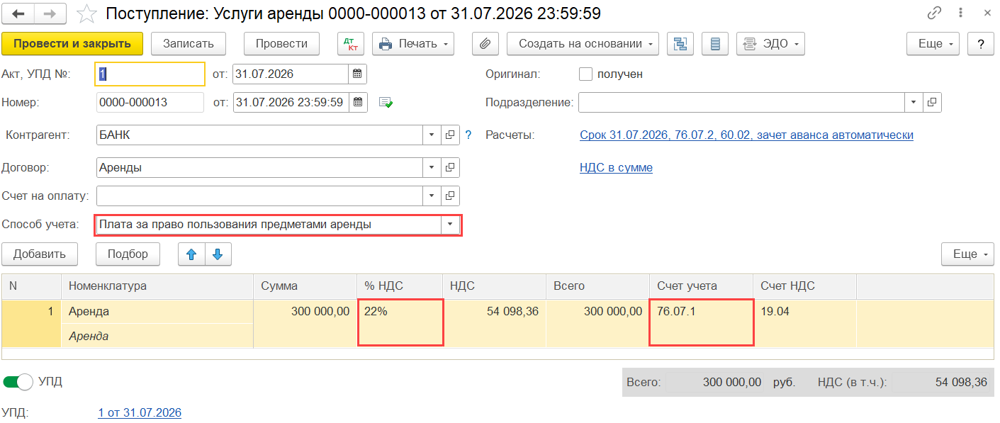 Поступление: Услуги аренды 0000-000013 от 31.07.2026 23:59:59
Провести и закрыть Записать Провести Дт Кт Печать Создать на основании ЭДО Еще ?
Акт, УПД №: 1 от: 31.07.2026 Оригинал: получен
Номер: 0000-000013 от: 31.07.2026 23:59:59 Подразделение:
Контрагент: БАНК ? Расчеты: Срок 31.07.2026, 76.07.2, 60.02, зачет аванса автоматически
Договор: Аренды НДС в сумме
Счет на оплату:
Способ учета: Плата за право пользования предметами аренды
Добавить Подбор Еще
N Номенклатура Сумма % НДС НДС Всего Счет учета Счет НДС
1 Аренда 300 000,00 22% 54 098,36 300 000,00 76.07.1 19.04
Аренда
УПД Всего: 300 000,00 руб. НДС (в т.ч.): 54 098,36
УПД: 1 от 31.07.2026